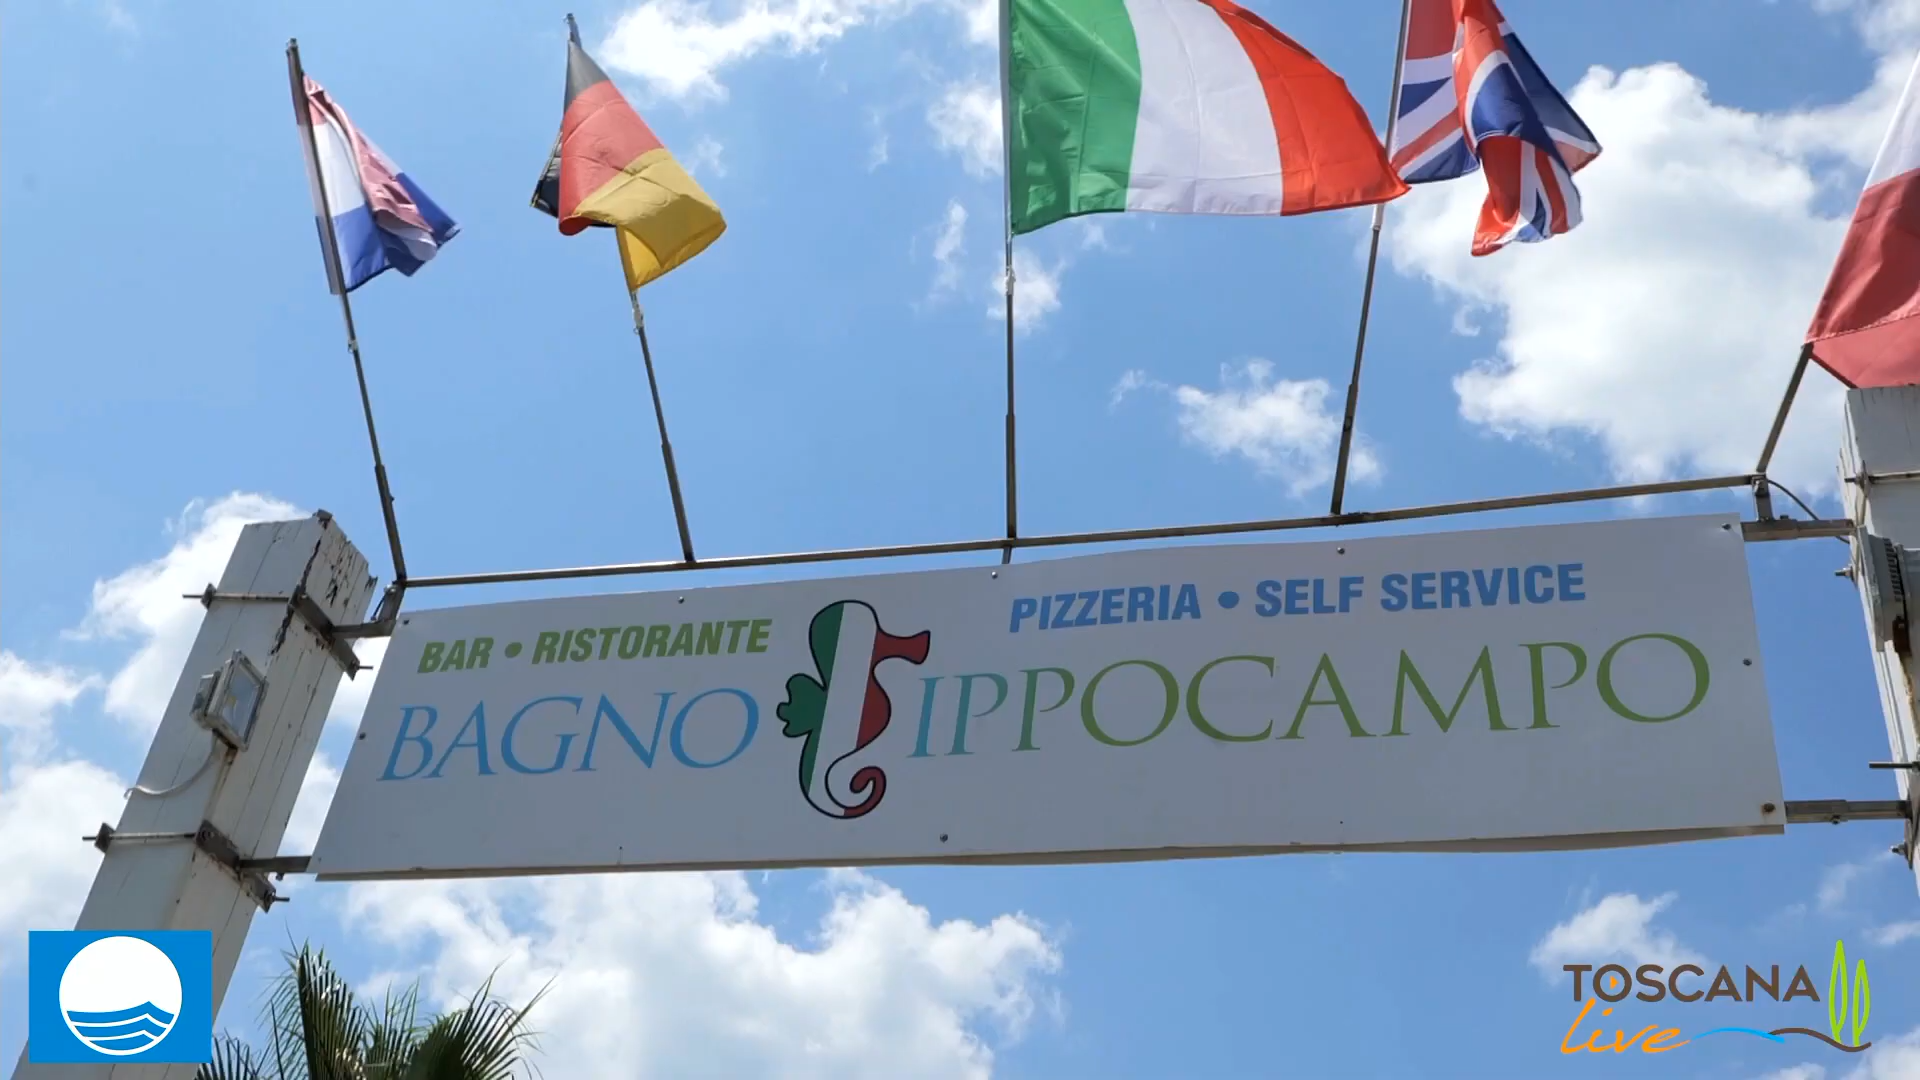 BAR • RISTORANTE
PIZZERIA • SELF SERVICE
BAGNO IPPOCAMPO
TOSCANA
live